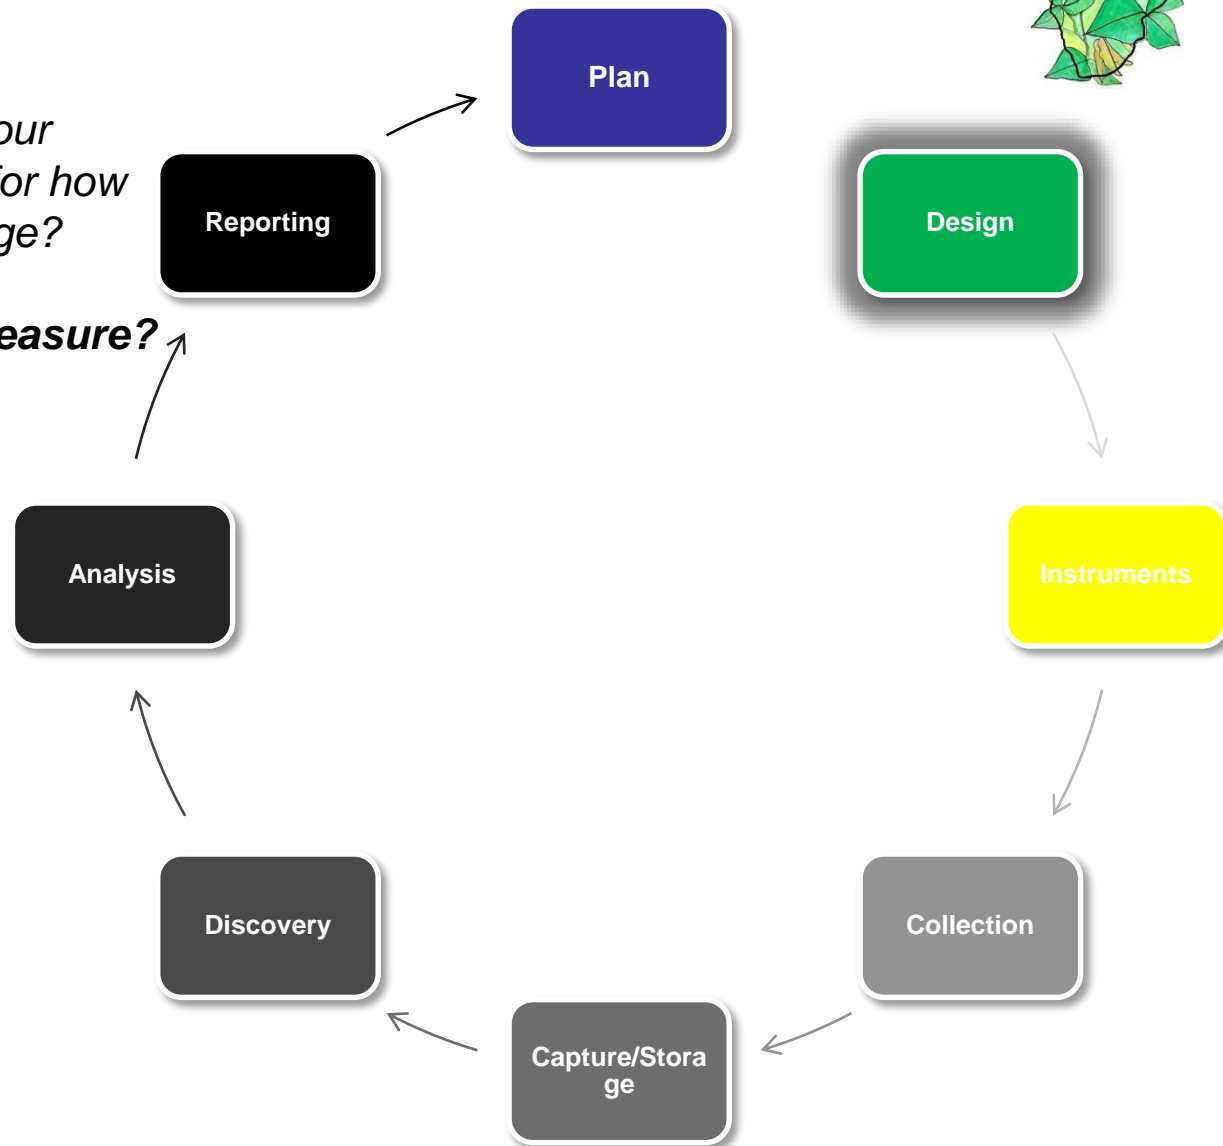 Plan
our
for how
ge?
easure?
Reporting
Design
Analysis
Instruments
Discovery
Collection
Capture/Stora
ge